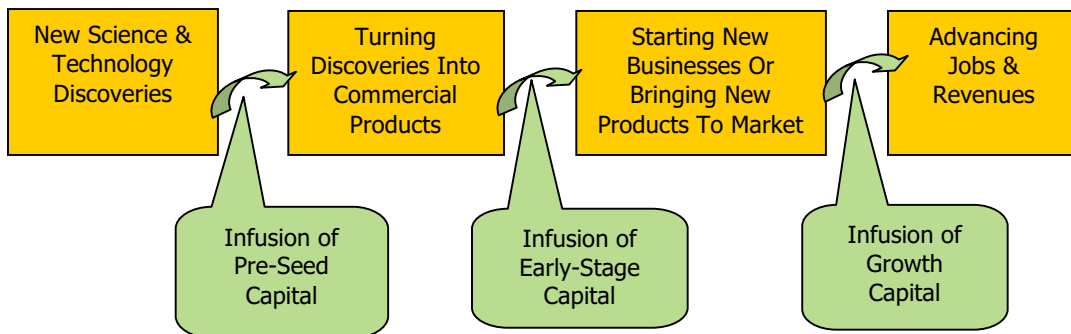 New Science &
Technology
Discoveries
Turning
Discoveries Into
Commercial
Products
Starting New
Businesses Or
Bringing New
Products To Market
Advancing
Jobs &
Revenues
Infusion of
Pre-Seed
Capital
Infusion of
Early-Stage
Capital
Infusion of
Growth
Capital